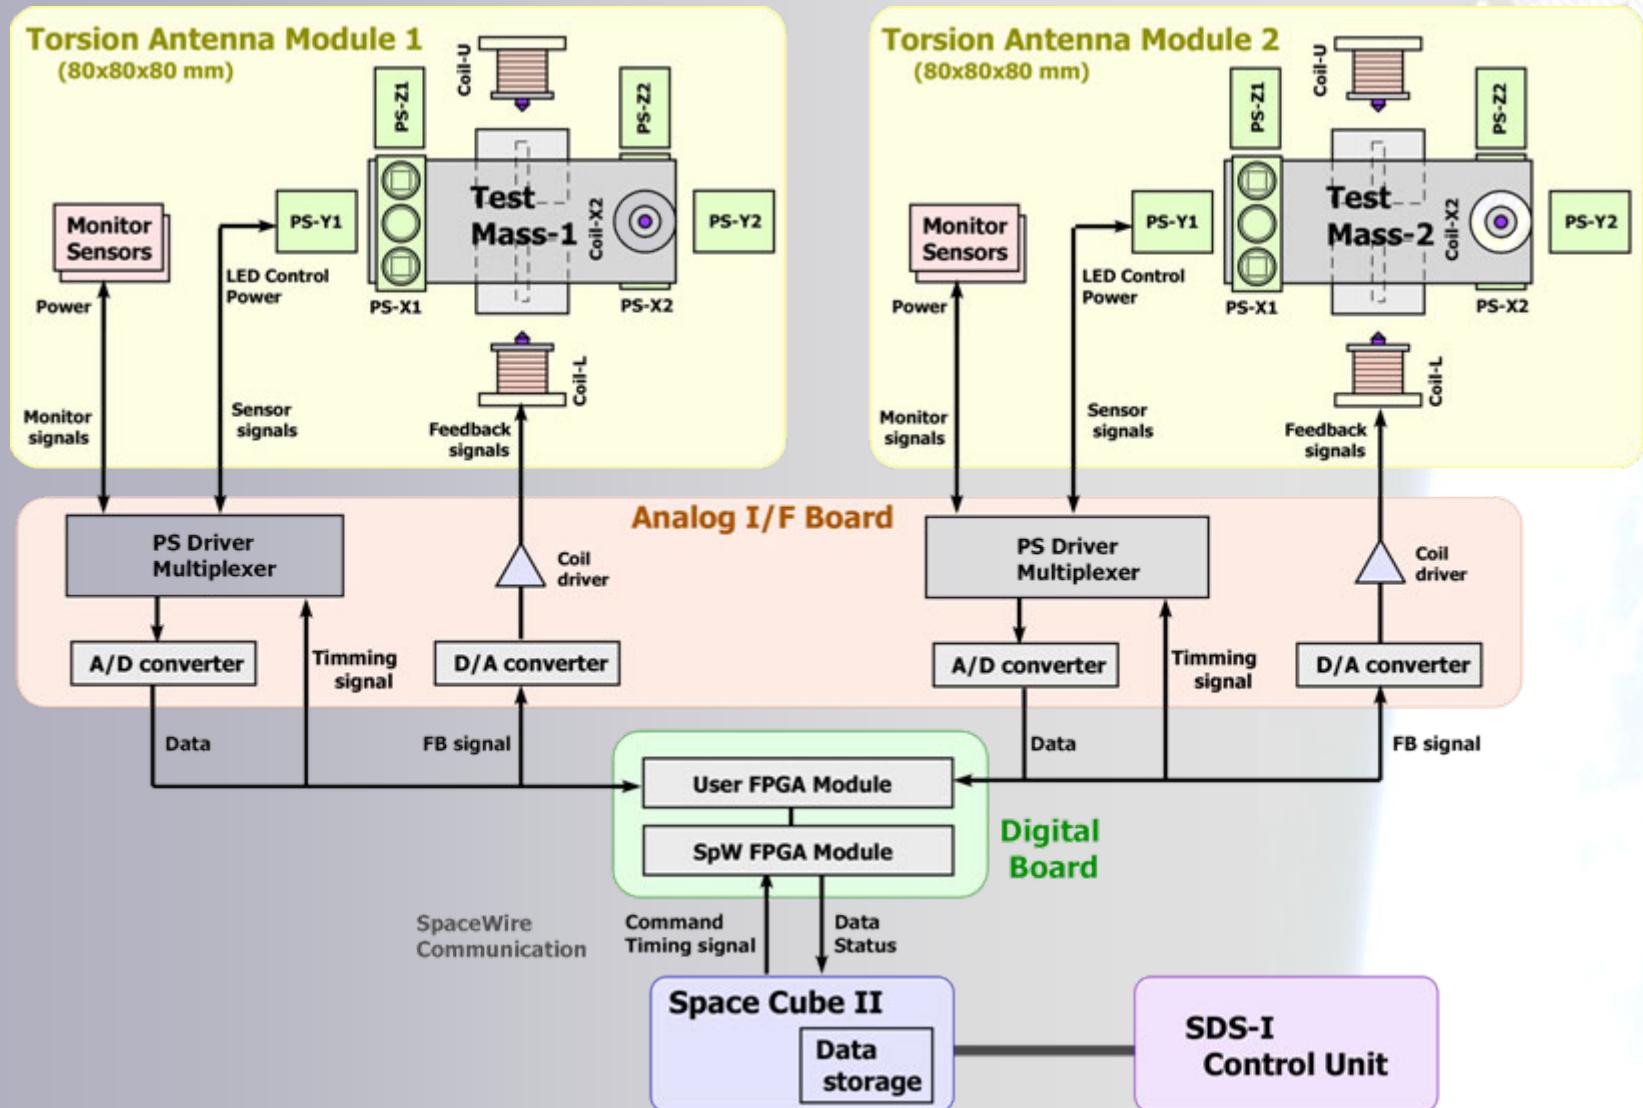 Torsion Antenna Module 1
(80x80x80 mm)
Coil-U
PS-Z1
PS-Z2
Test
Mass-1
Coil-X2
PS-Y1
PS-Y2
Monitor
Sensors
LED Control
Power
Power
PS-X1
PS-X2
Coil-L
Monitor
signals
Sensor
signals
Feedback
signals
Torsion Antenna Module 2
(80x80x80 mm)
Coil-U
PS-Z1
PS-Z2
Test
Mass-2
Coil-X2
PS-Y1
PS-Y2
Monitor
Sensors
LED Control
Power
Power
PS-X1
PS-X2
Coil-L
Monitor
signals
Sensor
signals
Feedback
signals
Analog I/F Board
PS Driver
Multiplexer
Coil
driver
A/D converter
Timming
signal
D/A converter
PS Driver
Multiplexer
Coil
driver
A/D converter
Timming
signal
D/A converter
Data
FB signal
Data
FB signal
User FPGA Module
SpW FPGA Module
Digital
Board
SpaceWire
Communication
Command
Timing signal
Data
Status
Space Cube II
Data
storage
SDS-I
Control Unit